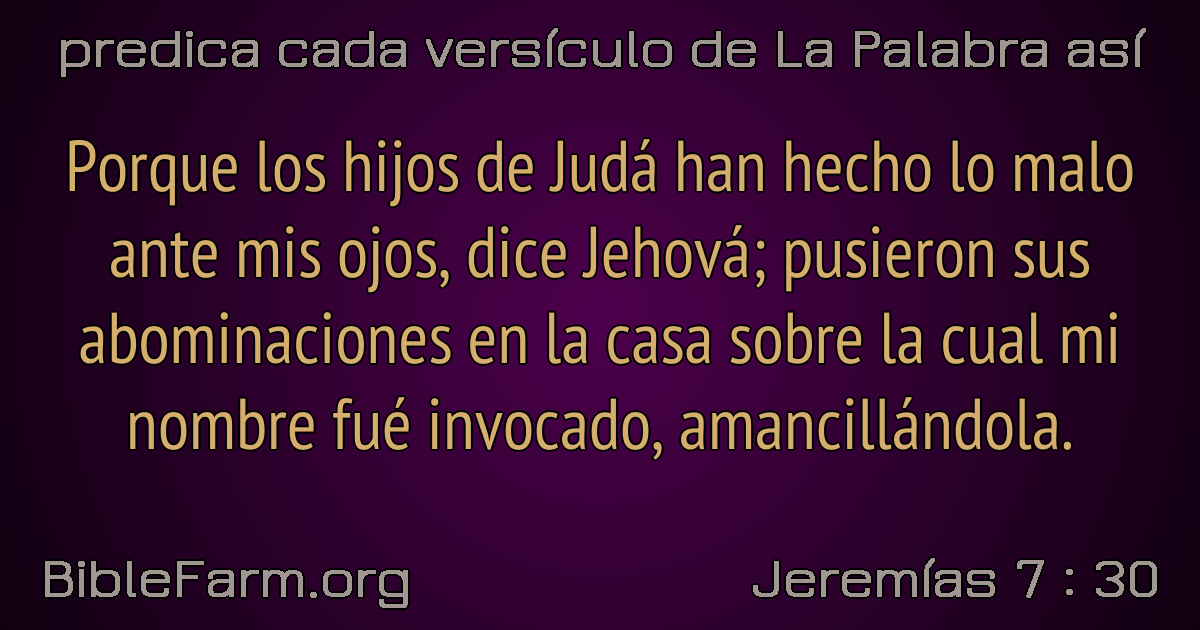 predica cada versículo de La Palabra así
Porque los hijos de Judá han hecho lo malo
ante mis ojos, dice Jehová; pusieron sus
abominaciones en la casa sobre la cual mi
nombre fué invocado, amancillándola.
BibleFarm.org
Jeremías 7 : 30